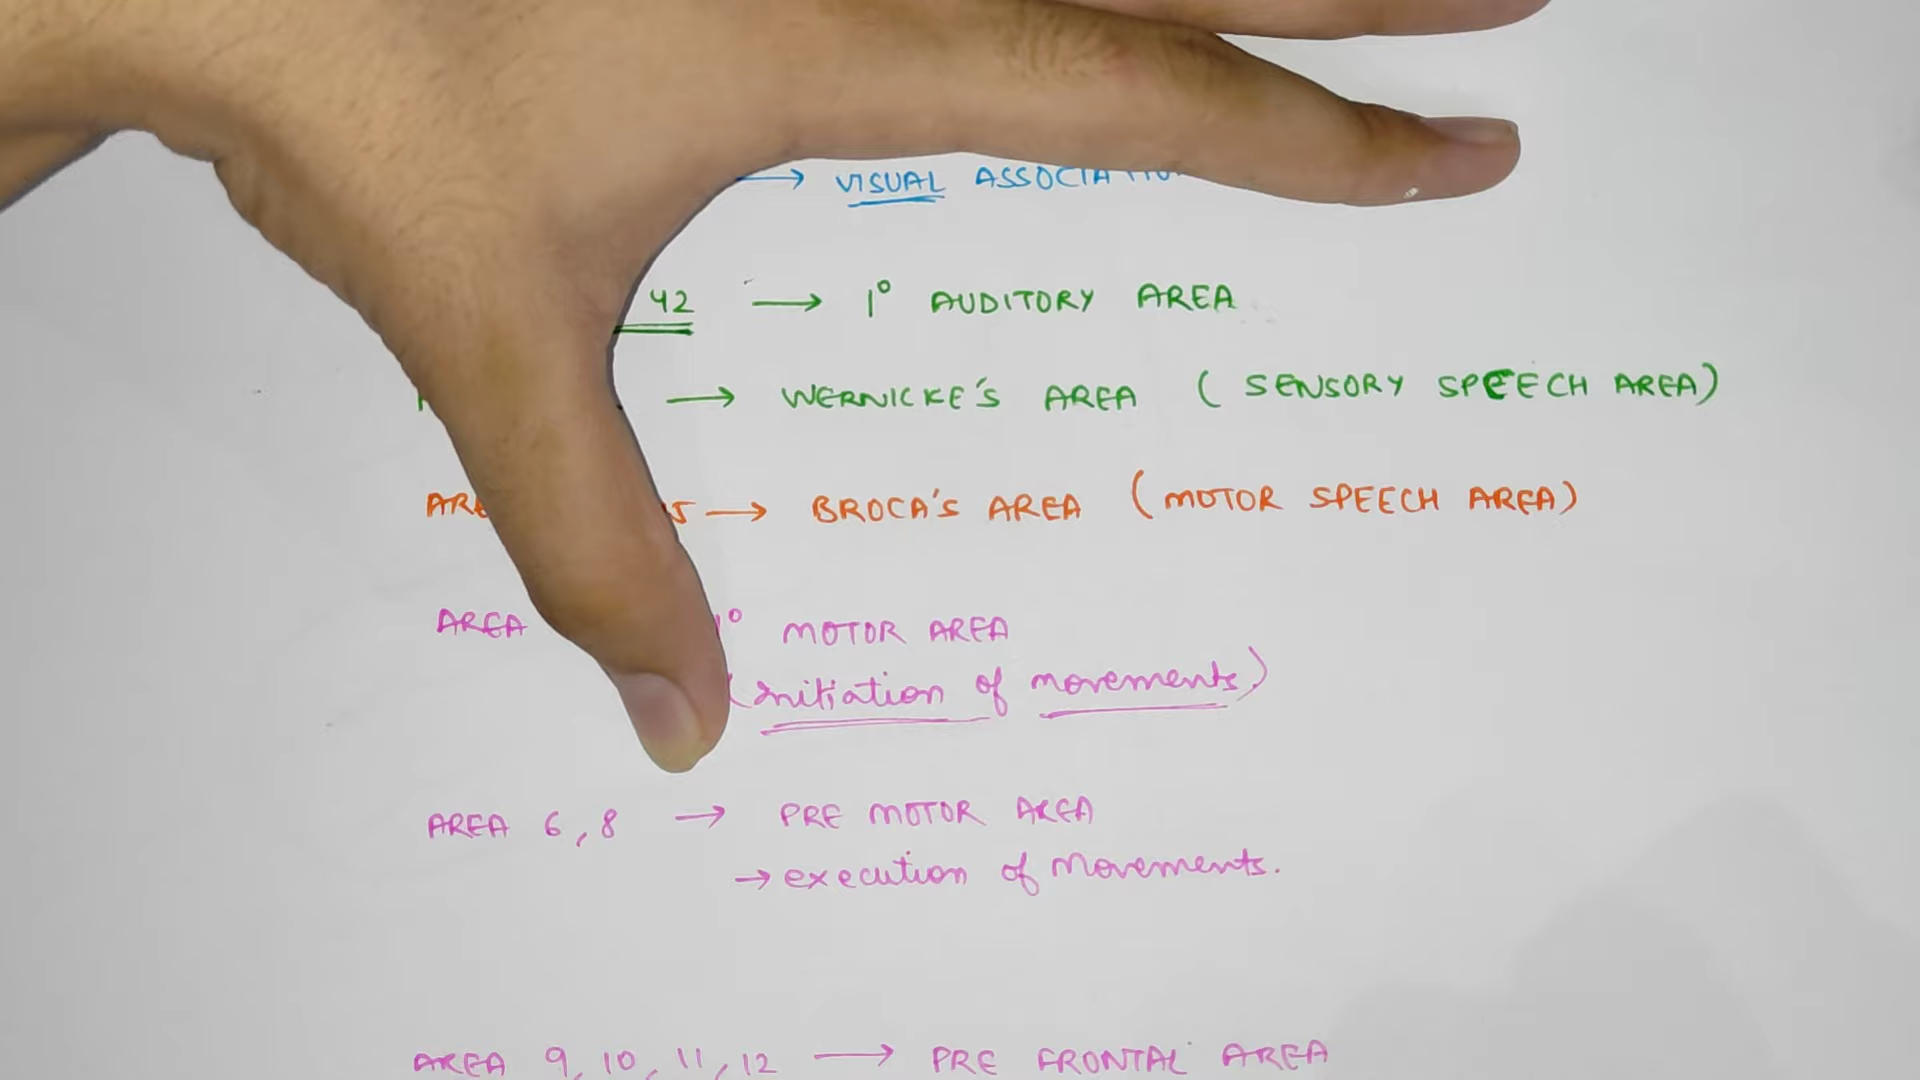 → VISUAL ASSOCIATIO
42 → 1° AUDITORY AREA
→ WERNICKE'S AREA (SENSORY SPEECH AREA)
→ BROCA'S AREA (MOTOR SPEECH AREA)
AREA 1° MOTOR AREA
(initiation of movements)
AREA 6, 8 → PRE MOTOR AREA
→ execution of movements.
AREA 9, 10, 11, 12 → PRE FRONTAL AREA